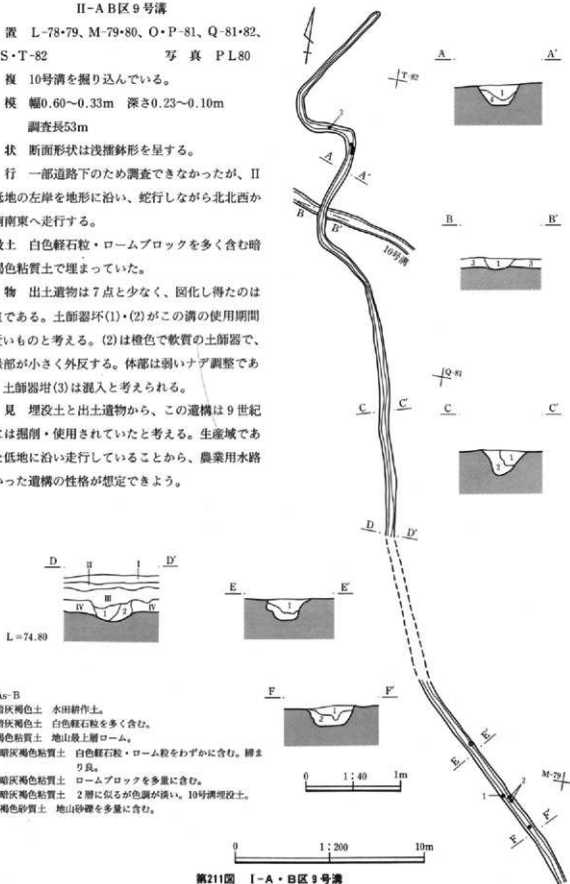 II-AB区9号溝
置 L-78・79、M-79・80、O・P-81、Q-81・82、
S・T-82 写真 PL80
複 10号溝を掘り込んでいる。
模 幅0.60～0.33m 深さ0.23～0.10m
調査長53m
状 断面形状は浅擂鉢形を呈する。
行 一部道路下のため調査できなかったが、II
低地の左岸を地形に沿い、蛇行しながら北北西か
南南東へ走行する。
没土 白色軽石粒・ロームブロックを多く含む暗
褐色粘質土で埋まっていた。
物 出土遺物は7点と少なく、図化し得たのは
点である。土師器坏(1)・(2)がこの溝の使用期間
近いものと考える。(2)は橙色で軟質の土師器で、
部が小さく外反する。体部は弱いナデ調整であ
土師器坩(3)は混入と考えられる。
見 埋没土と出土遺物から、この遺構は9世紀
には掘削・使用されていたと考える。生産域であ
低地に沿い走行していることから、農業用水路
いった遺構の性格が想定できよう。
T-82
3
A
A'
B
B'
10号溝
Q-81
C
C'
D
D'
E
E'
M-79
1
2
F
F'
A A'
1
4
B B'
3 1 3
C C'
1
2
D D'
II I
III
IV 1 2 IV
L=74.80
E E'
1
F F'
2 1
As-B
暗灰褐色土 水田耕作土。
暗灰褐色土 白色軽石粒を多く含む。
褐色粘質土 地山最上層ローム。
暗灰褐色粘質土 白色軽石粒・ローム粒をわずかに含む。締ま
り良。
暗灰褐色粘質土 ロームブロックを多量に含む。
暗灰褐色粘質土 2層に似るが色調が淡い。10号溝埋没土。
褐色砂質土 地山砂礫を多量に含む。
0 1:40 1m
0 1:200 10m
第211図 I-A・B区9号溝